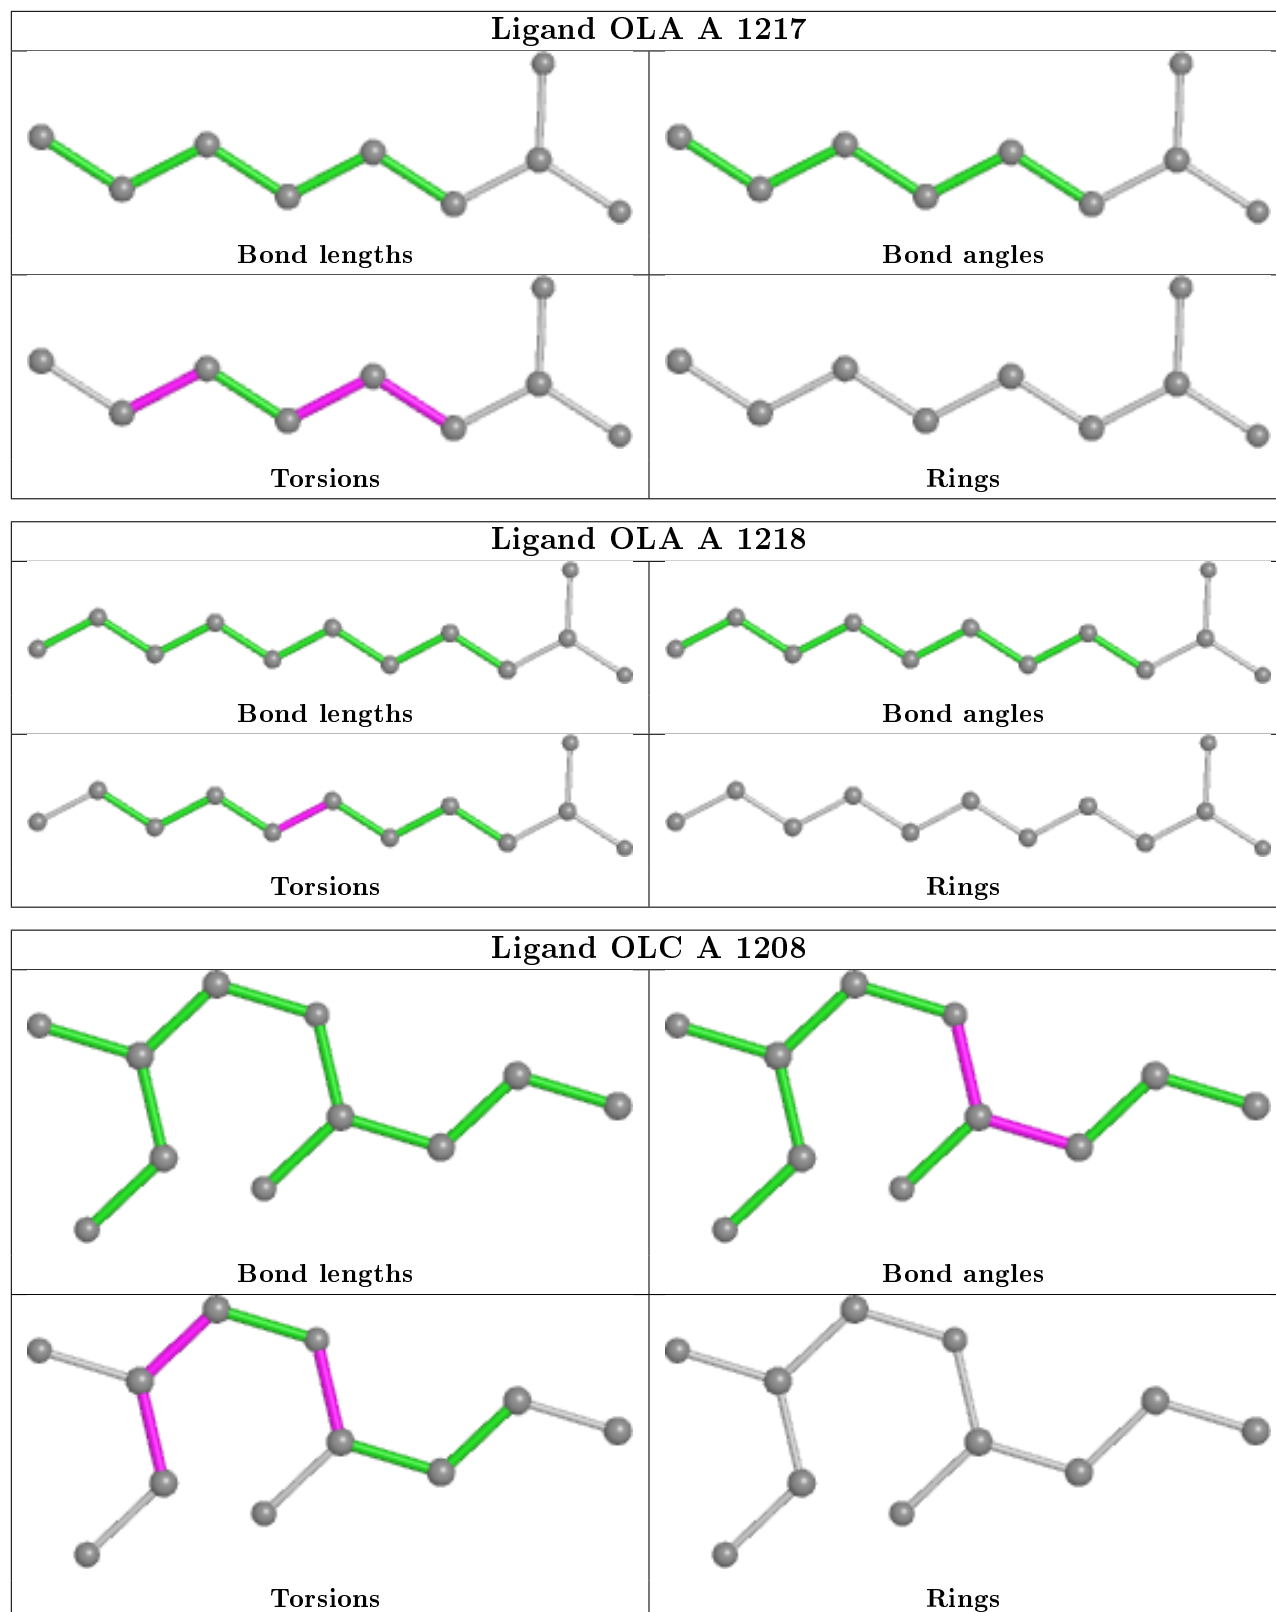 Ligand OLA A 1217
Bond lengths
Bond angles
Torsions
Rings
Ligand OLA A 1218
Bond lengths
Bond angles
Torsions
Rings
Ligand OLC A 1208
Bond lengths
Bond angles
Torsions
Rings